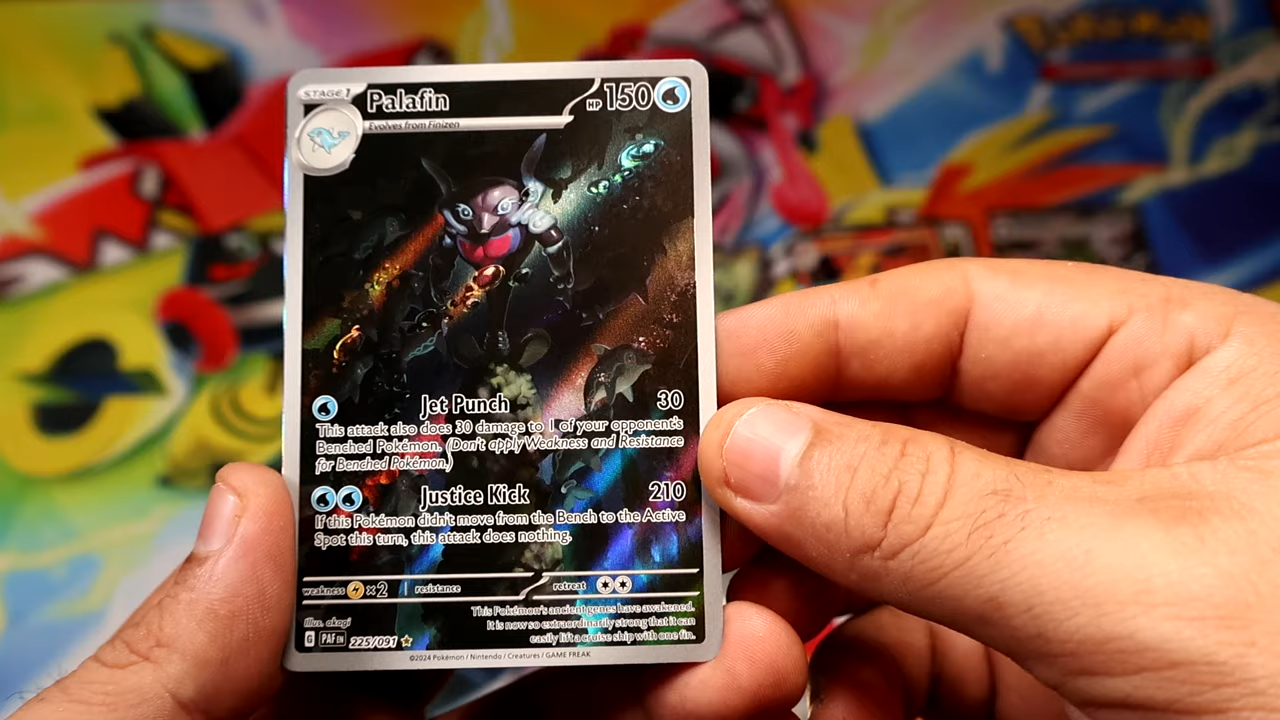 Pokémon
STAGE 1
Palafin
HP 150
Evolves from Finizen
Jet Punch 30
This attack also does 30 damage to 1 of your opponent's
Benched Pokémon. (Don't apply Weakness and Resistance
for Benched Pokémon.)
Justice Kick 210
If this Pokémon didn't move from the Bench to the Active
Spot this turn, this attack does nothing.
weakness ×2 resistance retreat
This Pokémon's ancient genes have awakened.
It is now so extraordinarily strong that it can
easily lift a cruise ship with one fin.
Illus. akagi
G PAF EN 225/091
©2024 Pokémon / Nintendo / Creatures / GAME FREAK